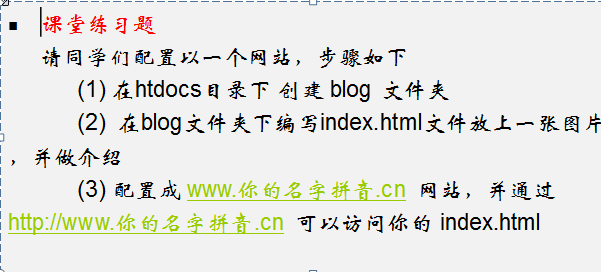 课堂练习题
请同学们配置以一个网站，步骤如下
(1) 在htdocs目录下 创建 blog 文件夹
(2) 在blog文件夹下编写index.html文件放上一张图片
，并做介绍
(3) 配置成 www.你的名字拼音.cn 网站，并通过
http://www.你的名字拼音.cn 可以访问你的 index.html